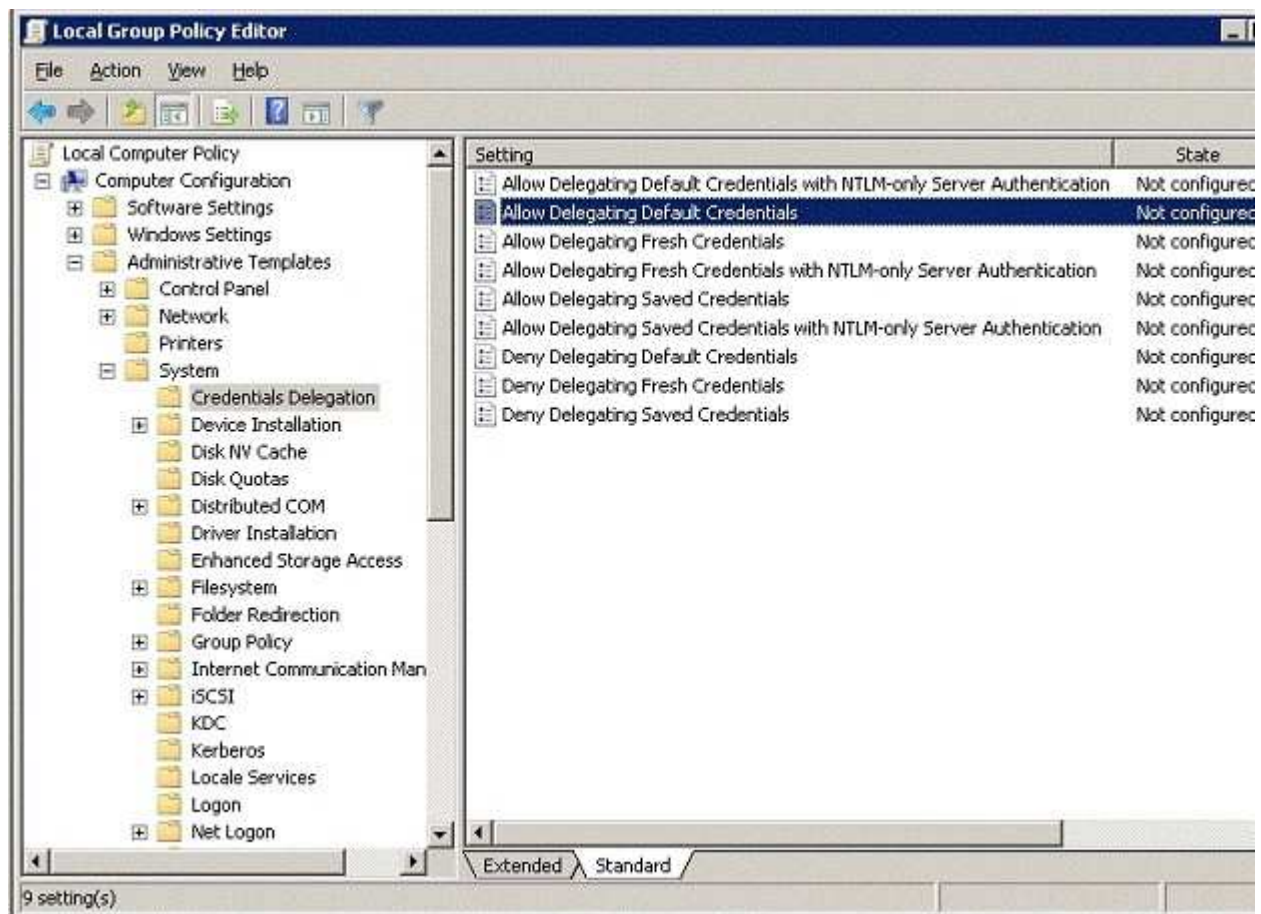 Local Group Policy Editor
File Action View Help
Local Computer Policy
Computer Configuration
Software Settings
Windows Settings
Administrative Templates
Control Panel
Network
Printers
System
Credentials Delegation
Device Installation
Disk NV Cache
Disk Quotas
Distributed COM
Driver Installation
Enhanced Storage Access
Filesystem
Folder Redirection
Group Policy
Internet Communication Man
iSCSI
KDC
Kerberos
Locale Services
Logon
Net Logon
Setting State
Allow Delegating Default Credentials with NTLM-only Server Authentication Not configured
Allow Delegating Default Credentials Not configured
Allow Delegating Fresh Credentials Not configured
Allow Delegating Fresh Credentials with NTLM-only Server Authentication Not configured
Allow Delegating Saved Credentials Not configured
Allow Delegating Saved Credentials with NTLM-only Server Authentication Not configured
Deny Delegating Default Credentials Not configured
Deny Delegating Fresh Credentials Not configured
Deny Delegating Saved Credentials Not configured
Extended Standard
9 setting(s)